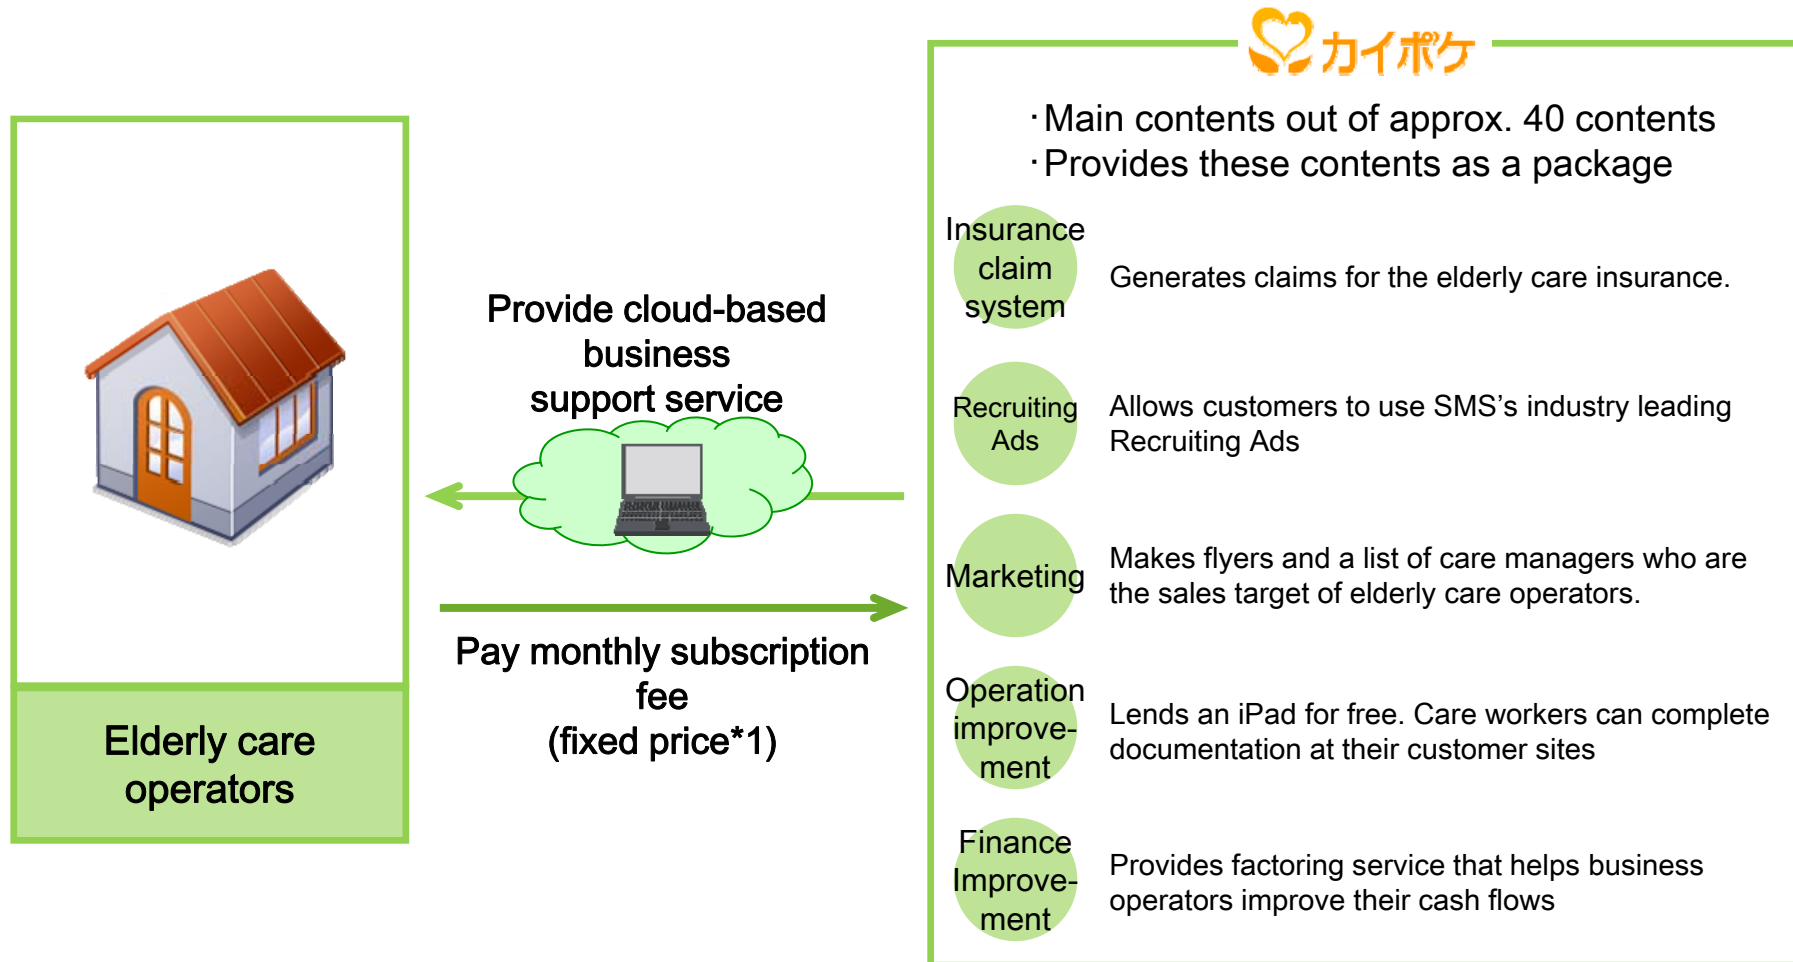 カイポケ
・Main contents out of approx. 40 contents
・Provides these contents as a package
Elderly care
operators
Provide cloud-based
business
support service
Pay monthly subscription
fee
(fixed price*1)
Insurance
claim
system
Generates claims for the elderly care insurance.
Recruiting
Ads
Allows customers to use SMS’s industry leading
Recruiting Ads
Marketing
Makes flyers and a list of care managers who are
the sales target of elderly care operators.
Operation
improve-
ment
Lends an iPad for free. Care workers can complete
documentation at their customer sites
Finance
Improve-
ment
Provides factoring service that helps business
operators improve their cash flows